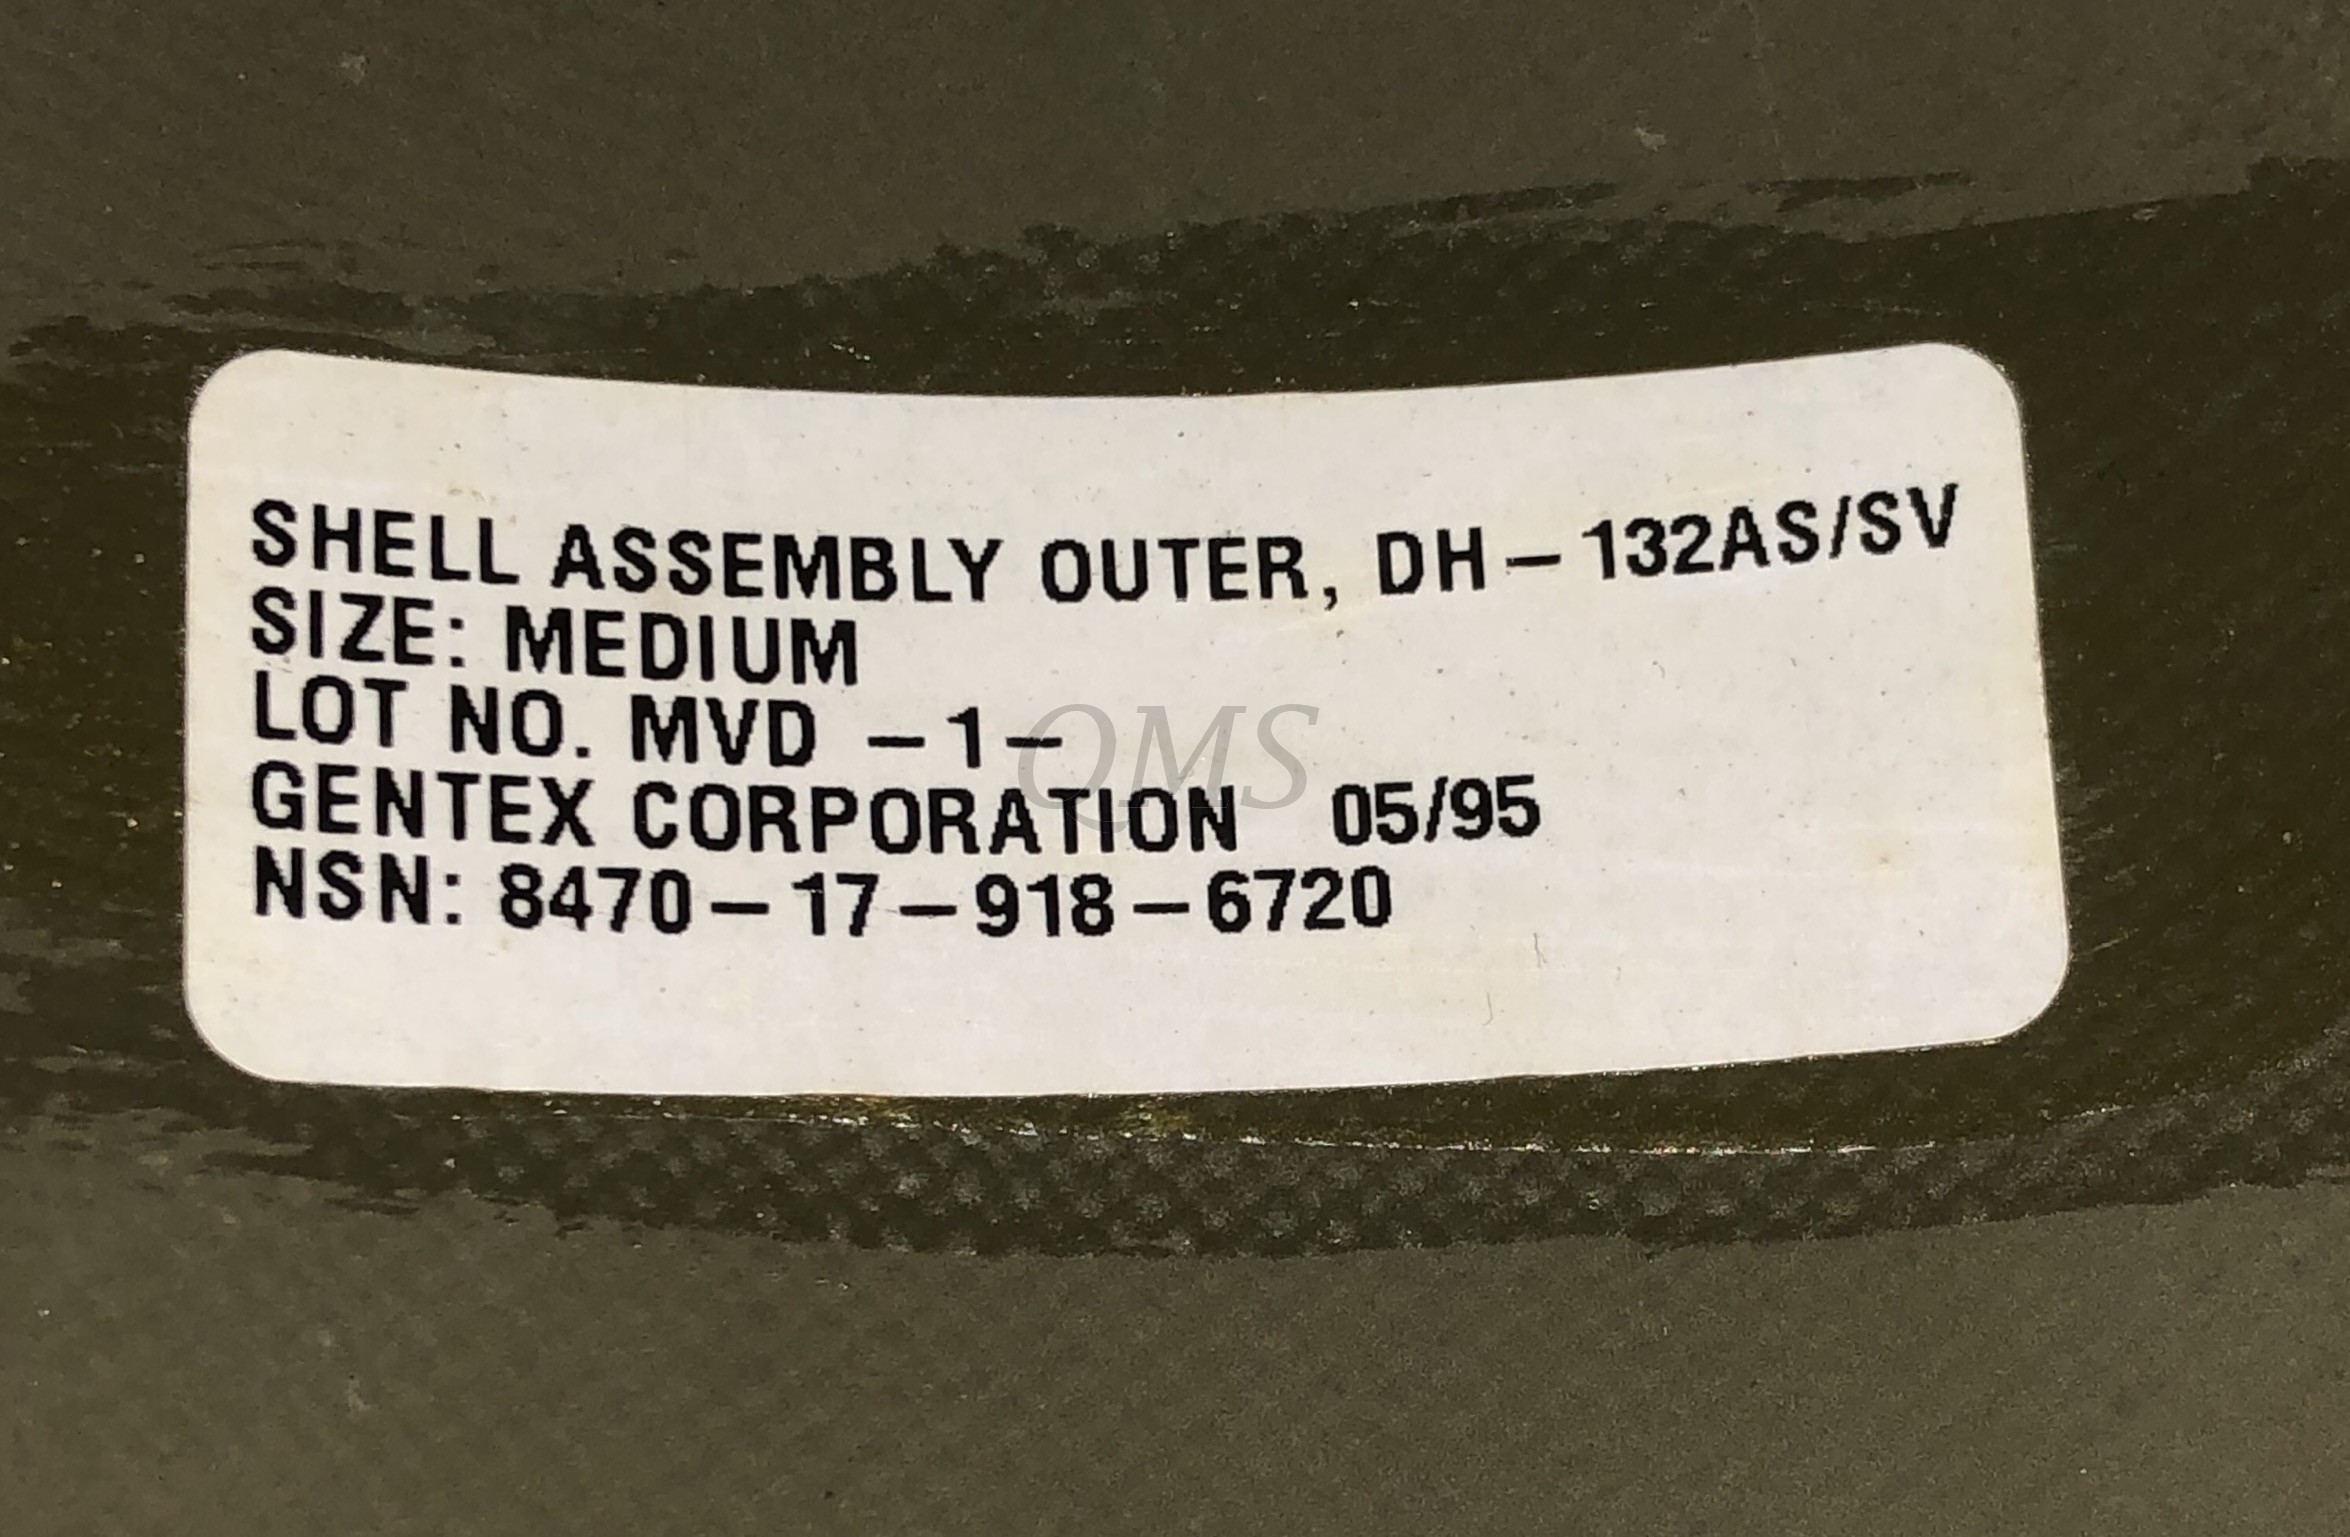 SHELL ASSEMBLY OUTER, DH-132AS/SV
SIZE: MEDIUM
LOT NO. MVD -1-
QMS
GENTEX CORPORATION 05/95
NSN: 8470-17-918-6720